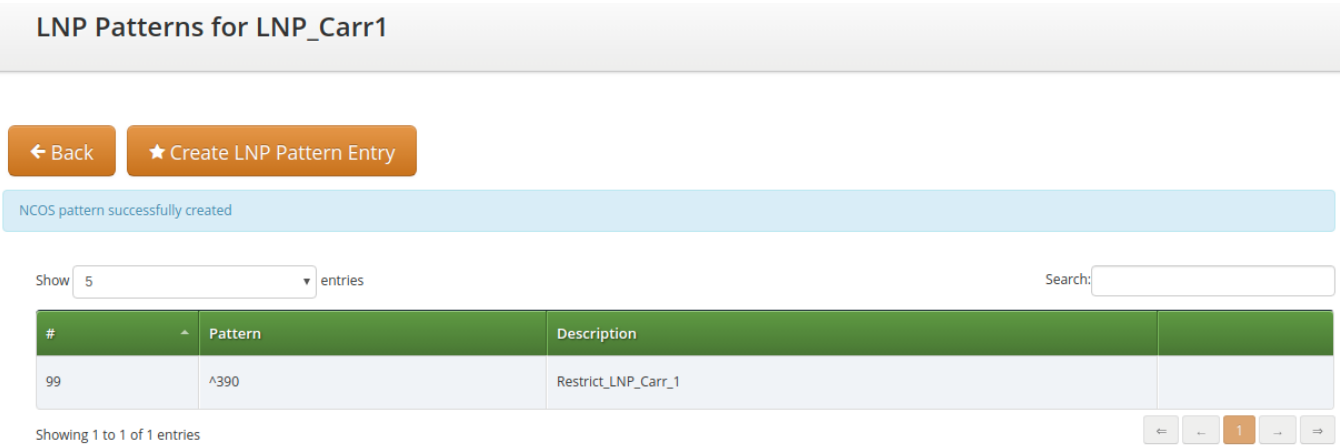 LNP Patterns for LNP_Carr1
Back
Create LNP Pattern Entry
NCOS pattern successfully created
Show 5 entries
Search:
# Pattern Description
99 ^390 Restrict_LNP_Carr_1
Showing 1 to 1 of 1 entries
⇐ ← 1 → ⇒